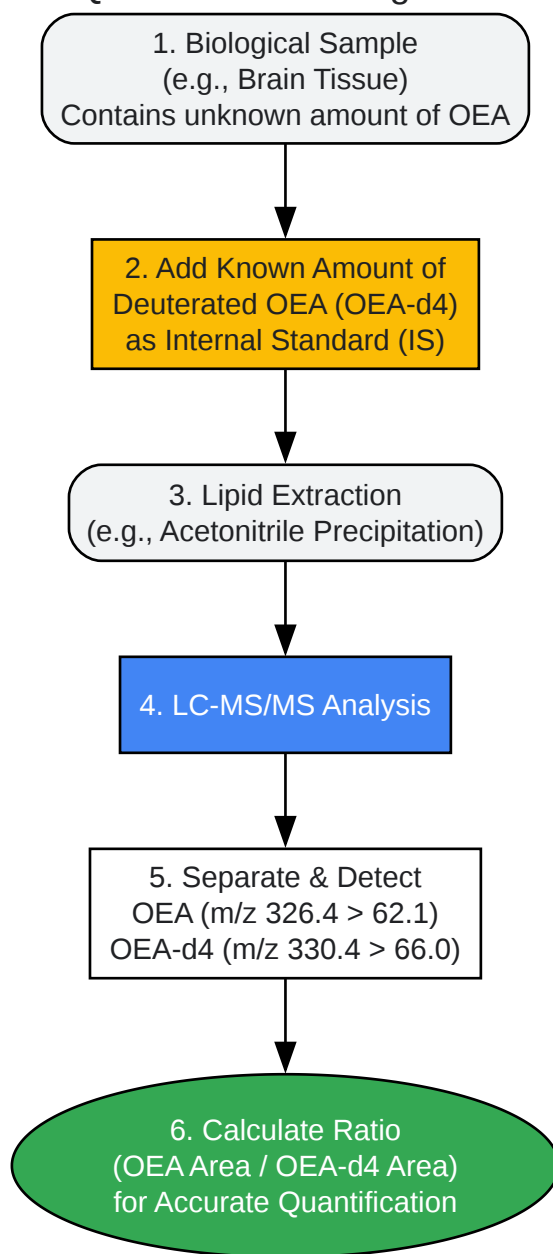 1. Biological Sample
(e.g., Brain Tissue)
Contains unknown amount of OEA
2. Add Known Amount of
Deuterated OEA (OEA-d4)
as Internal Standard (IS)
3. Lipid Extraction
(e.g., Acetonitrile Precipitation)
4. LC-MS/MS Analysis
5. Separate & Detect
OEA (m/z 326.4 > 62.1)
OEA-d4 (m/z 330.4 > 66.0)
6. Calculate Ratio
(OEA Area / OEA-d4 Area)
for Accurate Quantification